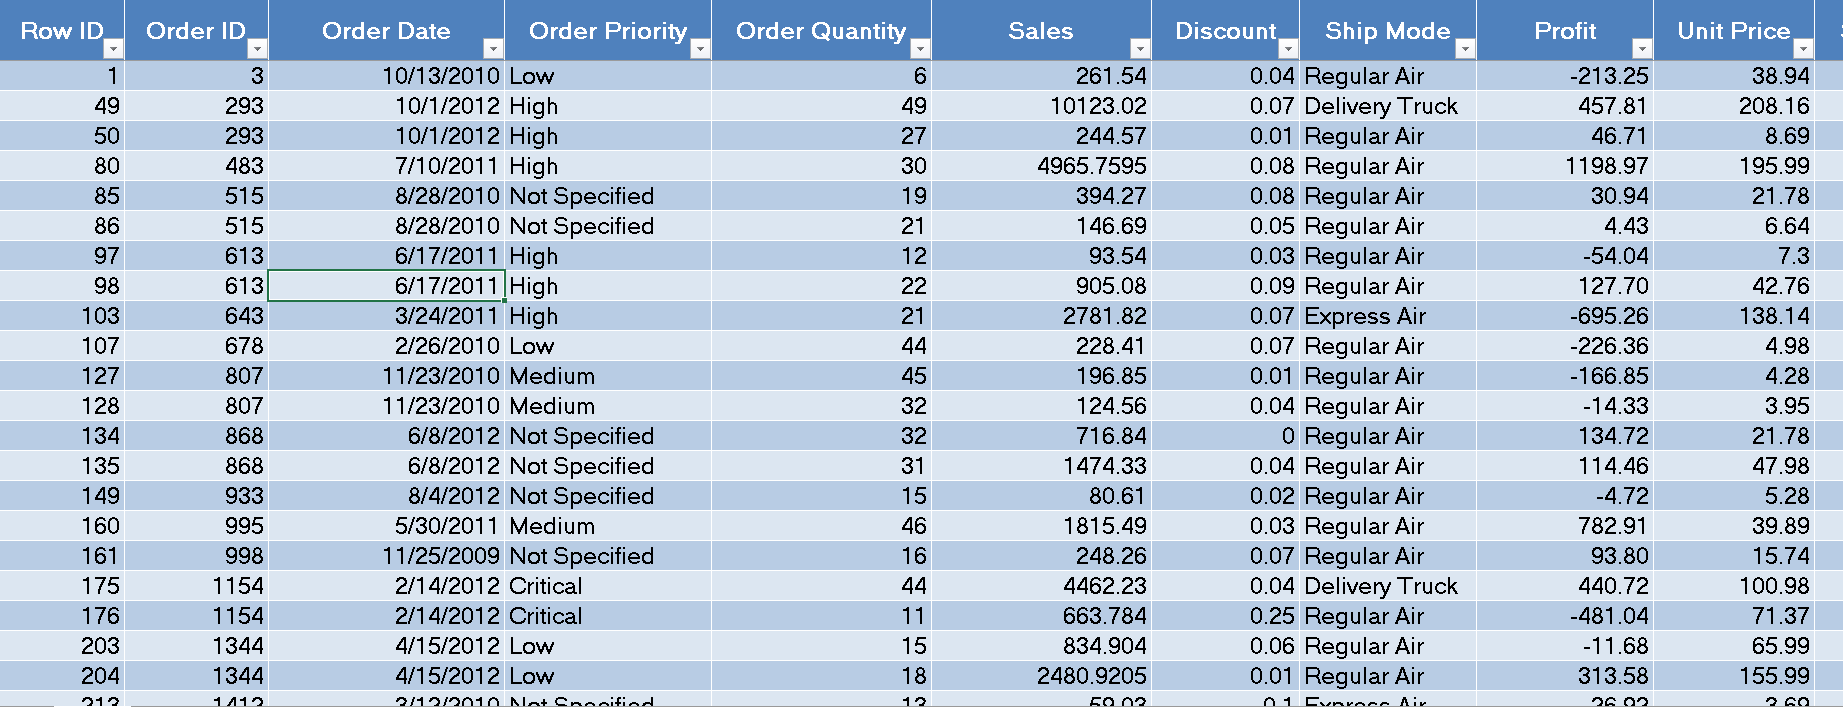 Row ID Order ID Order Date Order Priority Order Quantity Sales Discount Ship Mode Profit Unit Price
1 3 10/13/2010 Low 6 261.54 0.04 Regular Air -213.25 38.94
49 293 10/1/2012 High 49 10123.02 0.07 Delivery Truck 457.81 208.16
50 293 10/1/2012 High 27 244.57 0.01 Regular Air 46.71 8.69
80 483 7/10/2011 High 30 4965.7595 0.08 Regular Air 1198.97 195.99
85 515 8/28/2010 Not Specified 19 394.27 0.08 Regular Air 30.94 21.78
86 515 8/28/2010 Not Specified 21 146.69 0.05 Regular Air 4.43 6.64
97 613 6/17/2011 High 12 93.54 0.03 Regular Air -54.04 7.3
98 613 6/17/2011 High 22 905.08 0.09 Regular Air 127.70 42.76
103 643 3/24/2011 High 21 2781.82 0.07 Express Air -695.26 138.14
107 678 2/26/2010 Low 44 228.41 0.07 Regular Air -226.36 4.98
127 807 11/23/2010 Medium 45 196.85 0.01 Regular Air -166.85 4.28
128 807 11/23/2010 Medium 32 124.56 0.04 Regular Air -14.33 3.95
134 868 6/8/2012 Not Specified 32 716.84 0 Regular Air 134.72 21.78
135 868 6/8/2012 Not Specified 31 1474.33 0.04 Regular Air 114.46 47.98
149 933 8/4/2012 Not Specified 15 80.61 0.02 Regular Air -4.72 5.28
160 995 5/30/2011 Medium 46 1815.49 0.03 Regular Air 782.91 39.89
161 998 11/25/2009 Not Specified 16 248.26 0.07 Regular Air 93.80 15.74
175 1154 2/14/2012 Critical 44 4462.23 0.04 Delivery Truck 440.72 100.98
176 1154 2/14/2012 Critical 11 663.784 0.25 Regular Air -481.04 71.37
203 1344 4/15/2012 Low 15 834.904 0.06 Regular Air -11.68 65.99
204 1344 4/15/2012 Low 18 2480.9205 0.01 Regular Air 313.58 155.99
Not Specified 0.1 Express Air